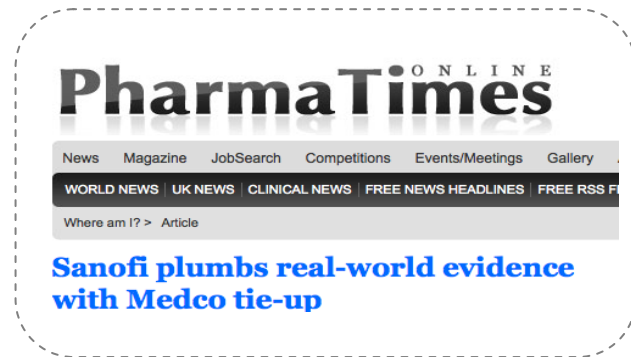 PharmaTimes
ONLINE
News Magazine JobSearch Competitions Events/Meetings Gallery
WORLD NEWS | UK NEWS | CLINICAL NEWS | FREE NEWS HEADLINES | FREE RSS
Where am I? > Article
Sanofi plumbs real-world evidence
with Medco tie-up